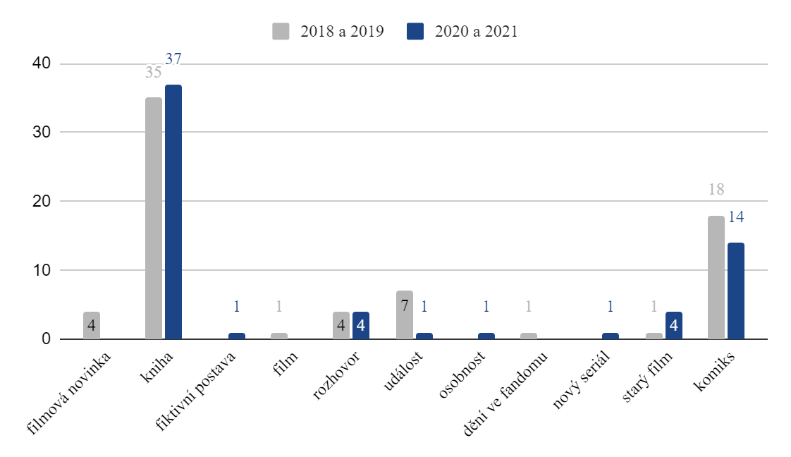 2018 a 2019 2020 a 2021
40
30
20
10
0
4
35 37
1
1
4 4
7 1
1
1
1
1 4
18 14
filmová novinka
kniha
fiktivní postava
film
rozhovor
událost
osobnost
dění ve fandomu
nový seriál
starý film
komiks